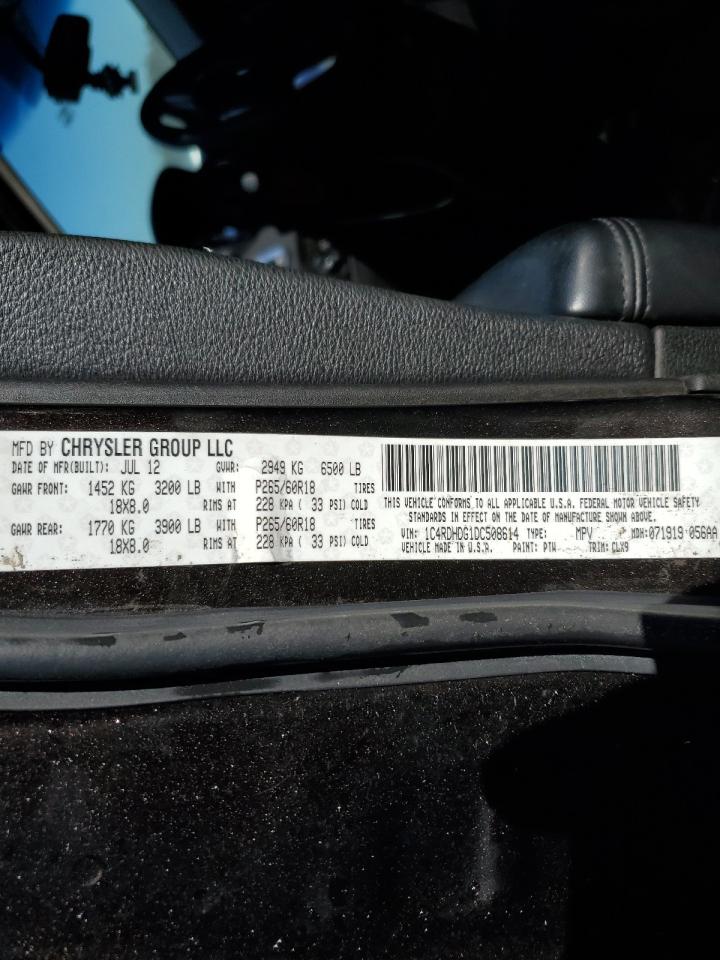 MFD BY CHRYSLER GROUP LLC
DATE OF MFR(BUILT): JUL 12 GVWR: 2949 KG 6500 LB
GAWR FRONT: 1452 KG 3200 LB WITH P265/60R18 TIRES
18X8.0 RIMS AT 228 KPA ( 33 PSI) COLD
GAWR REAR: 1770 KG 3900 LB WITH P265/60R18 TIRES
18X8.0 RIMS AT 228 KPA ( 33 PSI) COLD
THIS VEHICLE CONFORMS TO ALL APPLICABLE U.S.A. FEDERAL MOTOR VEHICLE SAFETY
STANDARDS IN EFFECT ON THE DATE OF MANUFACTURE SHOWN ABOVE.
VIN: 1C4RDHDG1DC508614 TYPE: MPV MDH: 071919 056AA
VEHICLE MADE IN U.S.A. PAINT: PTW TRIM: CLX9